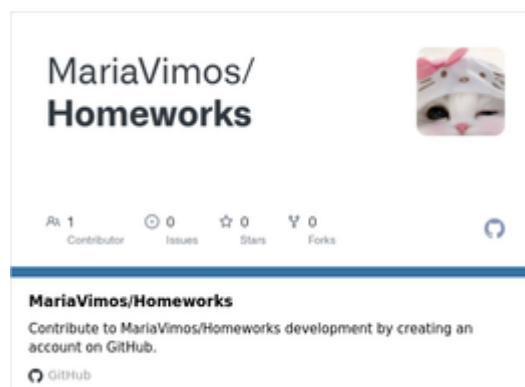 MariaVimos/
Homeworks
1
Contributor
0
Issues
0
Stars
0
Forks
MariaVimos/Homeworks
Contribute to MariaVimos/Homeworks development by creating an
account on GitHub.
GitHub